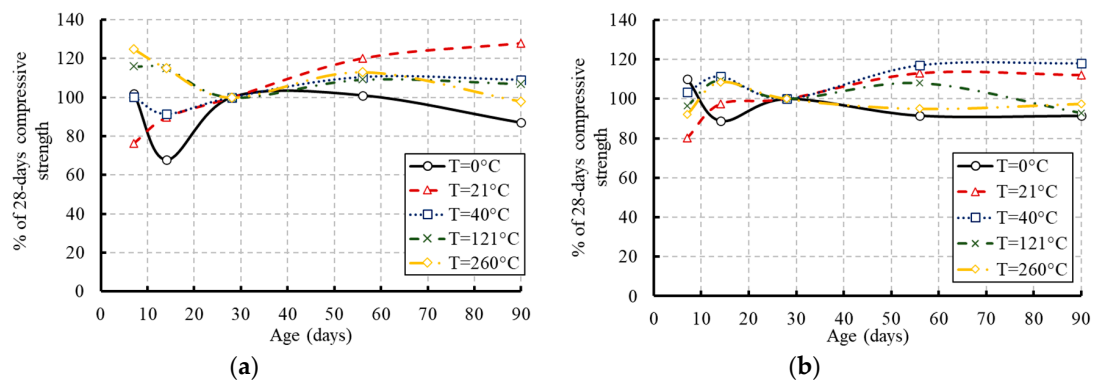 140
120
100
80
60
40
20
0
% of 28-days compressive
strength
T=0°C
T=21°C
T=40°C
T=121°C
T=260°C
0 10 20 30 40 50 60 70 80 90
Age (days)
(a)
140
120
100
80
60
40
20
0
% of 28-days compressive
strength
T=0°C
T=21°C
T=40°C
T=121°C
T=260°C
0 10 20 30 40 50 60 70 80 90
Age (days)
(b)